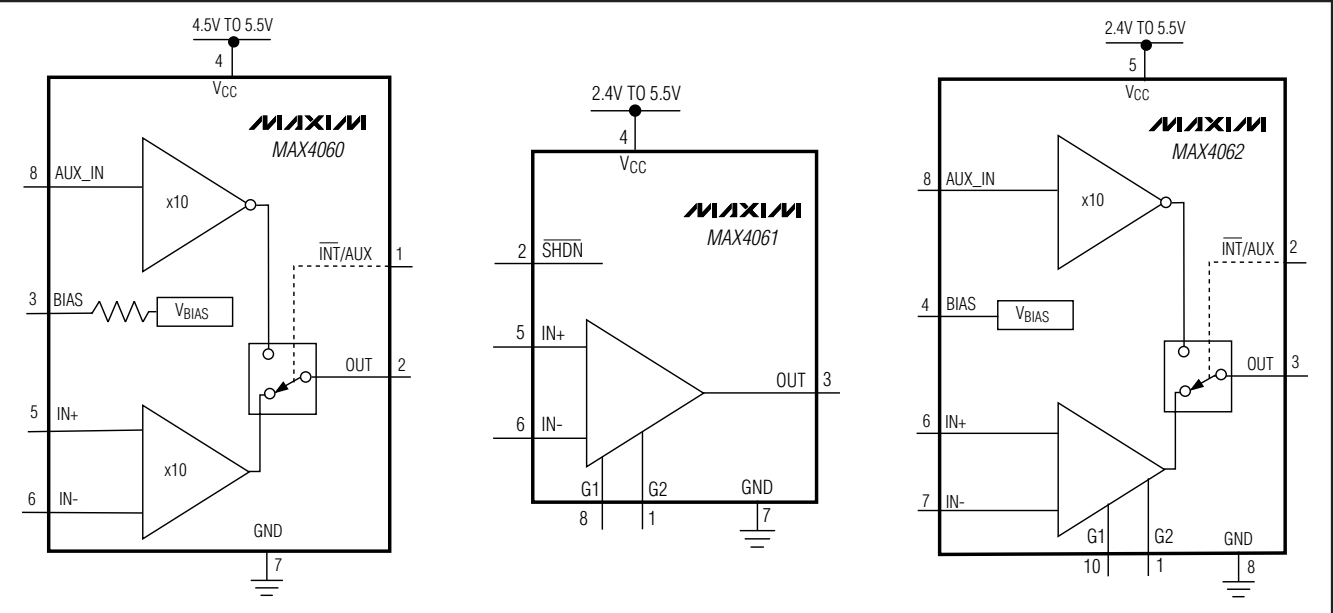 4.5V TO 5.5V
4
VCC
MAXIM
MAX4060
8 AUX_IN
x10
INT/AUX 1
3 BIAS
VBIAS
OUT 2
5 IN+
x10
6 IN-
GND
7
2.4V TO 5.5V
4
VCC
MAXIM
MAX4061
2 SHDN
5 IN+
OUT 3
6 IN-
G1 G2 GND
8 1 7
2.4V TO 5.5V
5
VCC
MAXIM
MAX4062
8 AUX_IN
x10
INT/AUX 2
4 BIAS
VBIAS
OUT 3
6 IN+
7 IN-
G1 G2 GND
10 1 8